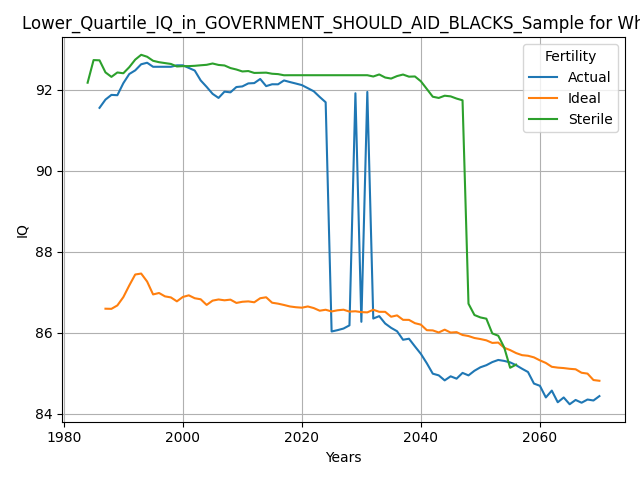 Lower_Quartile_IQ_in_GOVERNMENT_SHOULD_AID_BLACKS_Sample for Wh
Fertility
Actual
Ideal
Sterile
92
90
88
86
84
IQ
1980
2000
2020
2040
2060
Years